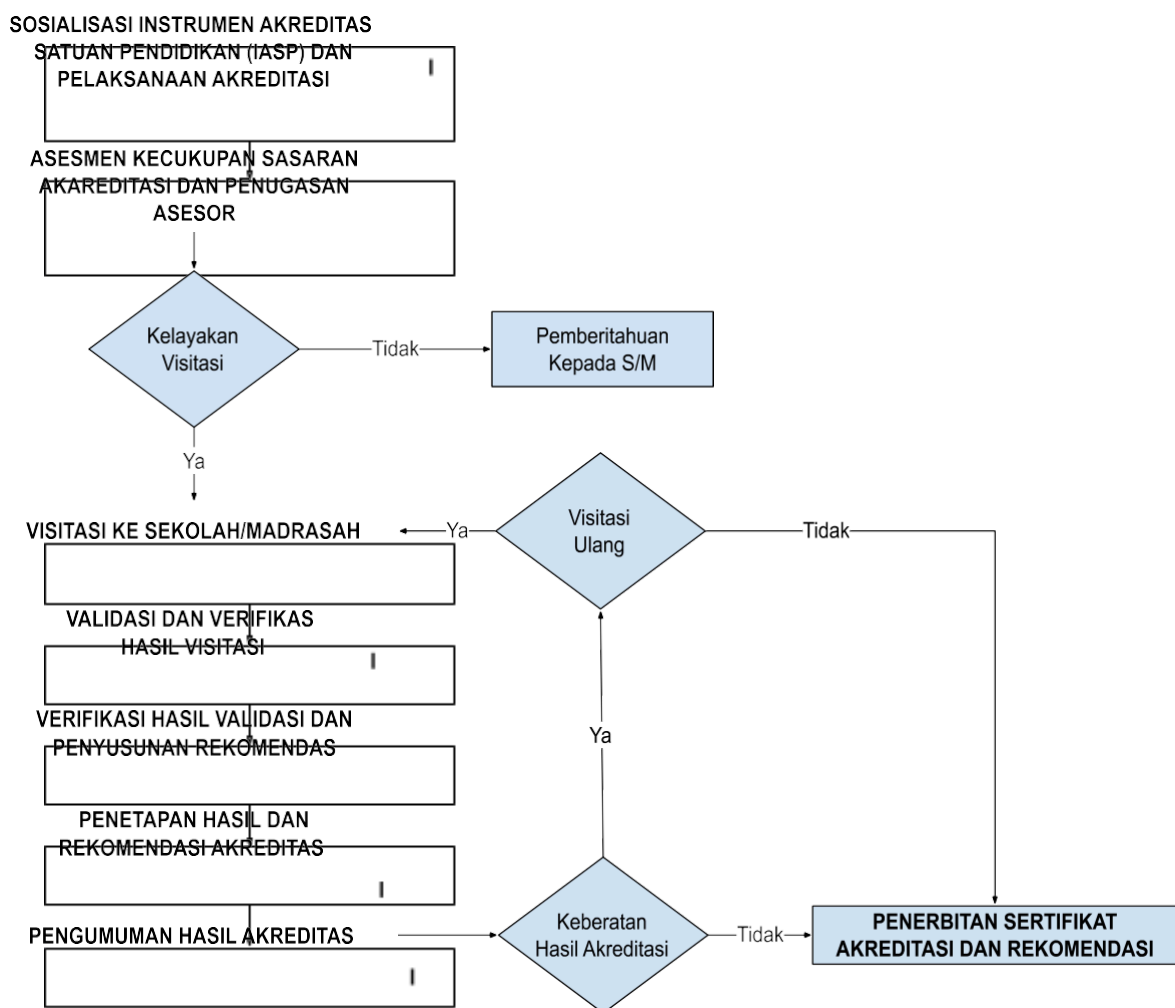 SOSIALISASI INSTRUMEN AKREDITAS
SATUAN PENDIDIKAN (IASP) DAN
PELAKSANAAN AKREDITASI
I
ASESMEN KECUKUPAN SASARAN
AKAREDITASI DAN PENUGASAN
ASESOR
Kelayakan
Visitasi
Tidak
Pemberitahuan
Kepada S/M
Ya
VISITASI KE SEKOLAH/MADRASAH
Ya
Visitasi
Ulang
Tidak
VALIDASI DAN VERIFIKAS
HASIL VISITASI
I
VERIFIKASI HASIL VALIDASI DAN
PENYUSUNAN REKOMENDAS
Ya
PENETAPAN HASIL DAN
REKOMENDASI AKREDITAS
I
PENGUMUMAN HASIL AKREDITAS
I
Keberatan
Hasil Akreditasi
Tidak
PENERBITAN SERTIFIKAT
AKREDITASI DAN REKOMENDASI